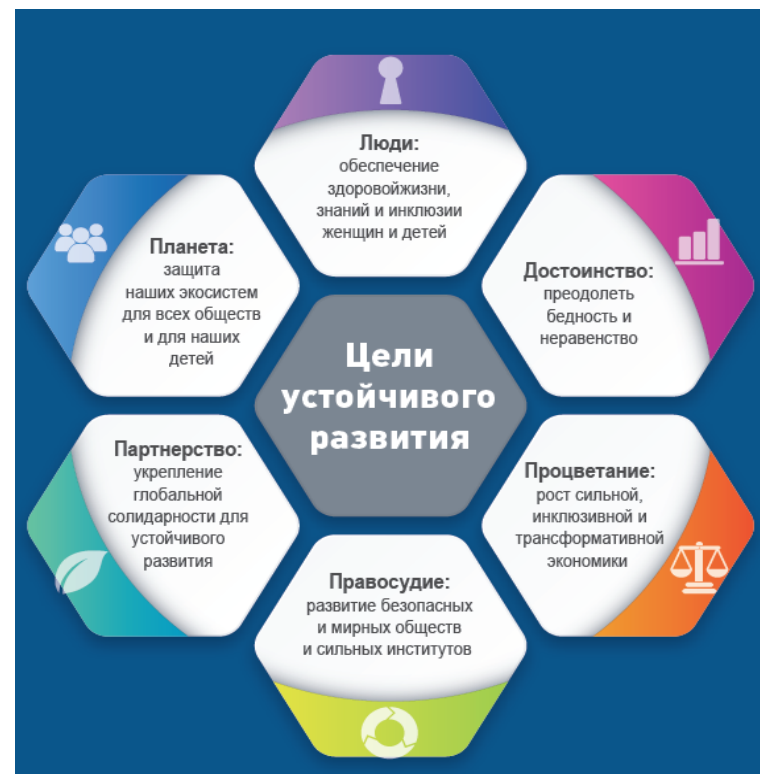 Люди:
обеспечение
здоровойжизни,
знаний и инклюзии
женщин и детей
Планета:
защита
наших экосистем
для всех обществ
и для наших
детей
Достоинство:
преодолеть
бедность и
неравенство
Цели
устойчивого
развития
Партнерство:
укрепление
глобальной
солидарности для
устойчивого
развития
Процветание:
рост сильной,
инклюзивной и
трансформативной
экономики
Правосудие:
развитие безопасных
и мирных обществ
и сильных институтов